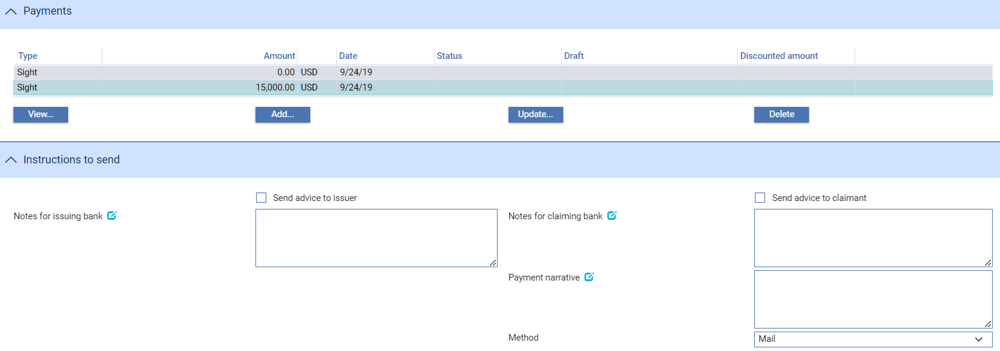 Payments
Type Amount Date Status Draft Discounted amount
Sight 0.00 USD 9/24/19
Sight 15,000.00 USD 9/24/19
View... Add... Update... Delete
Instructions to send
Send advice to issuer Send advice to claimant
Notes for issuing bank Notes for claiming bank
Payment narrative
Method Mail